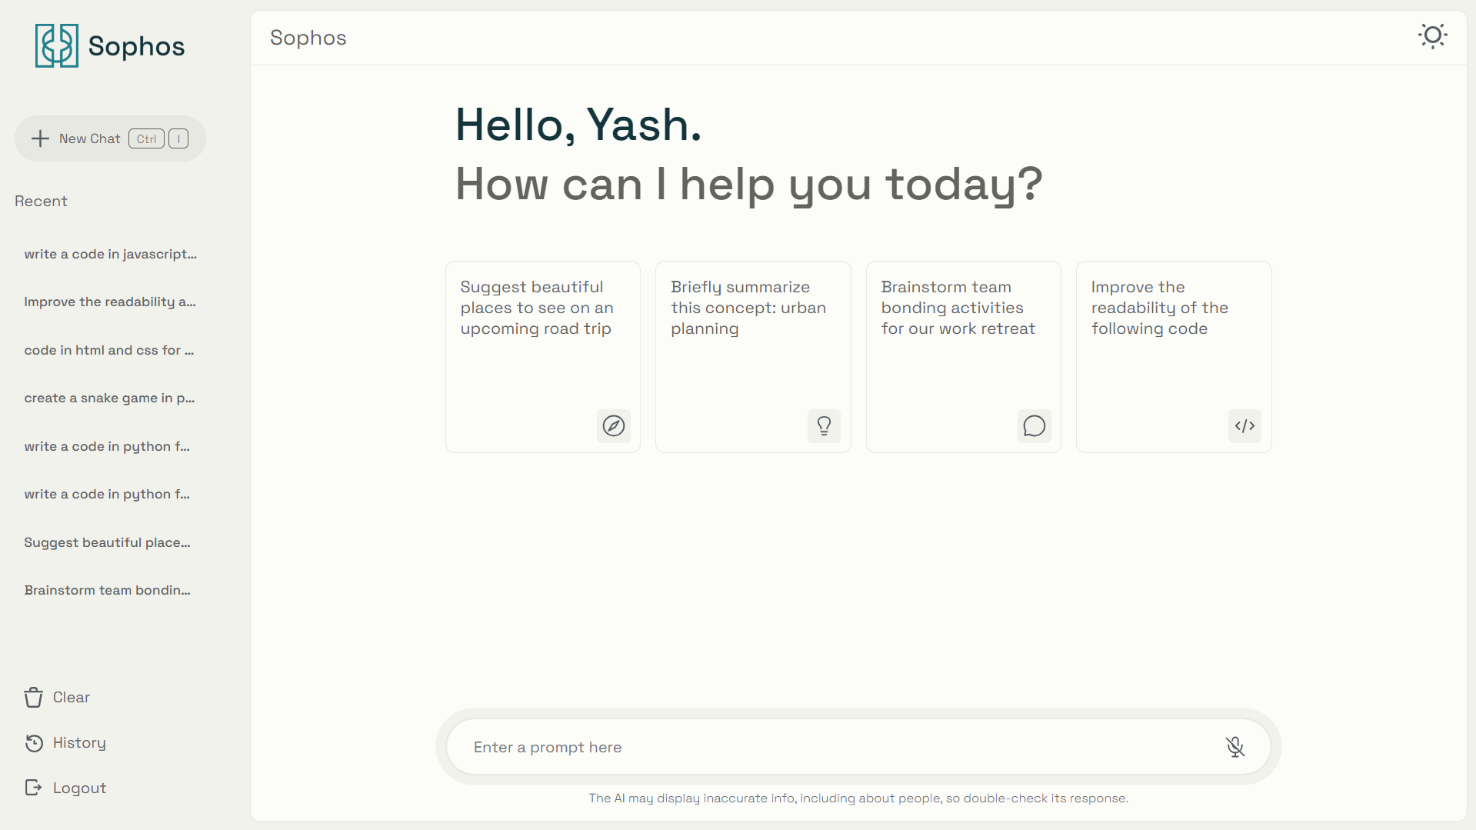 Sophos
New Chat Ctrl I
Recent
write a code in javascript...
Improve the readability a...
code in html and css for ...
create a snake game in p...
write a code in python f...
write a code in python f...
Suggest beautiful place...
Brainstorm team bondin...
Clear
History
Logout
Sophos
Hello, Yash.
How can I help you today?
Suggest beautiful
places to see on an
upcoming road trip
Briefly summarize
this concept: urban
planning
Brainstorm team
bonding activities
for our work retreat
Improve the
readability of the
following code
Enter a prompt here
The AI may display inaccurate info, including about people, so double-check its response.